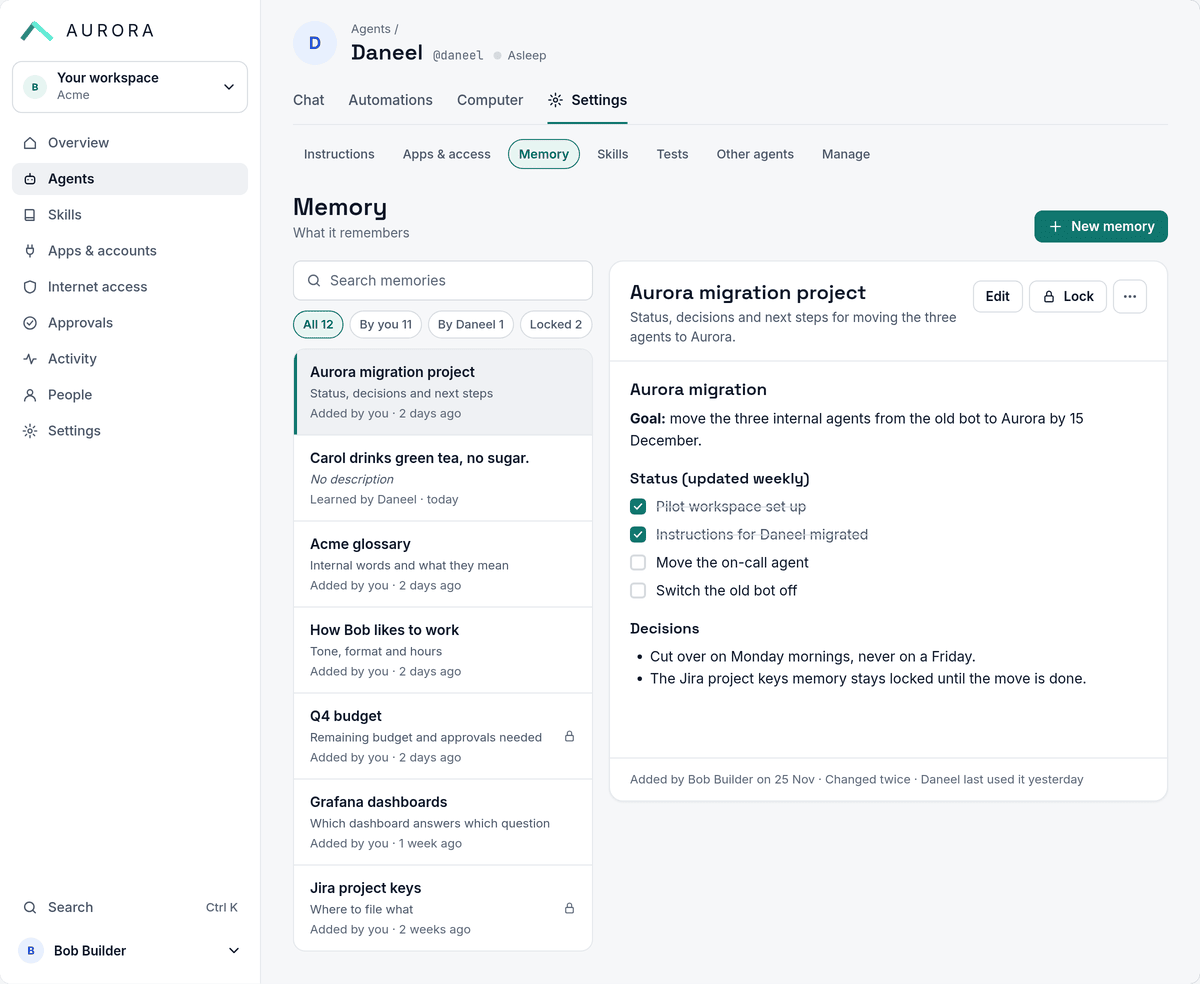 AURORA
B
Your workspace
Acme
Overview
Agents
Skills
Apps & accounts
Internet access
Approvals
Activity
People
Settings
Search Ctrl K
B Bob Builder
D
Agents /
Daneel @daneel Asleep
Chat Automations Computer Settings
Instructions Apps & access Memory Skills Tests Other agents Manage
Memory
What it remembers
New memory
Search memories
All 12 By you 11 By Daneel 1 Locked 2
Aurora migration project
Status, decisions and next steps
Added by you · 2 days ago
Carol drinks green tea, no sugar.
No description
Learned by Daneel · today
Acme glossary
Internal words and what they mean
Added by you · 2 days ago
How Bob likes to work
Tone, format and hours
Added by you · 2 days ago
Q4 budget
Remaining budget and approvals needed
Added by you · 2 days ago
Grafana dashboards
Which dashboard answers which question
Added by you · 1 week ago
Jira project keys
Where to file what
Added by you · 2 weeks ago
Aurora migration project
Status, decisions and next steps for moving the three
agents to Aurora.
Edit Lock
Aurora migration
Goal: move the three internal agents from the old bot to Aurora by 15
December.
Status (updated weekly)
Pilot workspace set up
Instructions for Daneel migrated
Move the on-call agent
Switch the old bot off
Decisions
• Cut over on Monday mornings, never on a Friday.
• The Jira project keys memory stays locked until the move is done.
Added by Bob Builder on 25 Nov · Changed twice · Daneel last used it yesterday